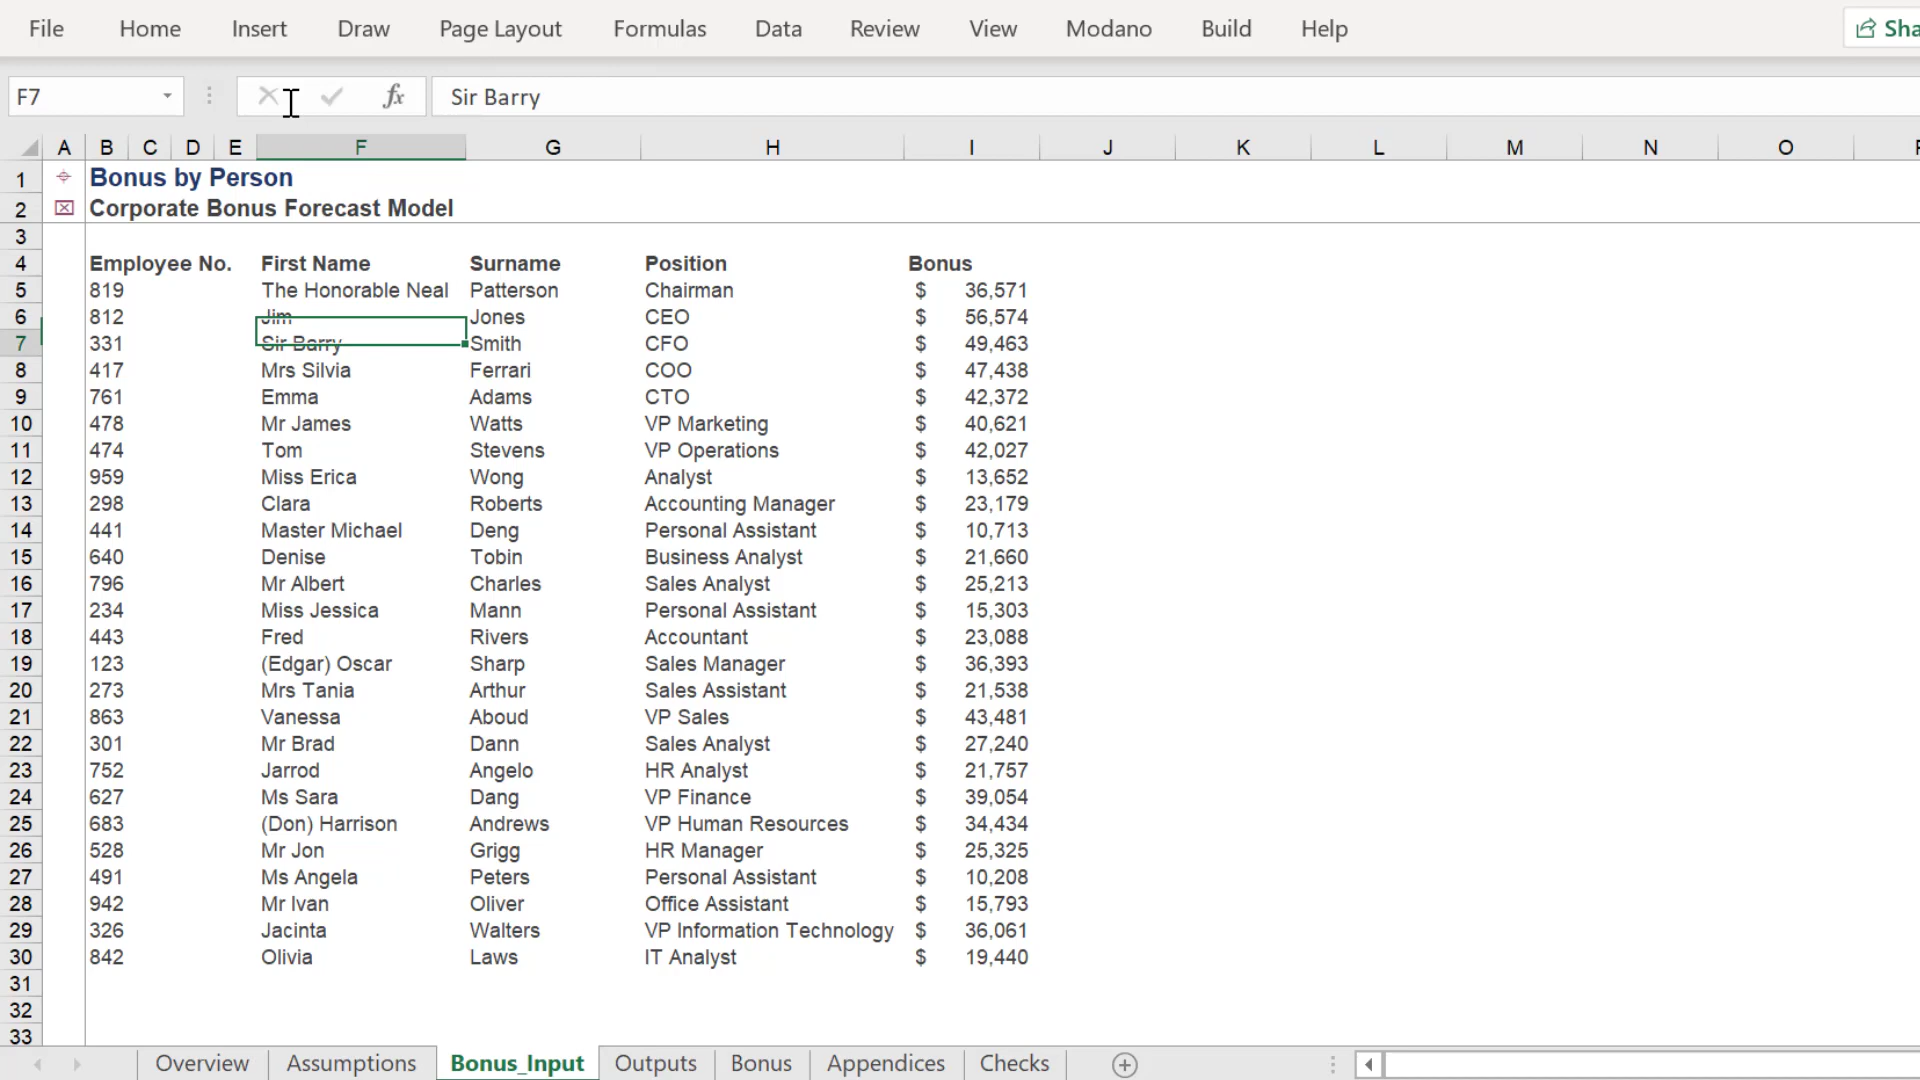 File Home Insert Draw Page Layout Formulas Data Review View Modano Build Help Sha
F7 fx Sir Barry
A B C D E F G H I J K L M N O
1 Bonus by Person
2 Corporate Bonus Forecast Model
3
4 Employee No. First Name Surname Position Bonus
5 819 The Honorable Neal Patterson Chairman $ 36,571
6 812 Jim Jones CEO $ 56,574
7 331 Sir Barry Smith CFO $ 49,463
8 417 Mrs Silvia Ferrari COO $ 47,438
9 761 Emma Adams CTO $ 42,372
10 478 Mr James Watts VP Marketing $ 40,621
11 474 Tom Stevens VP Operations $ 42,027
12 959 Miss Erica Wong Analyst $ 13,652
13 298 Clara Roberts Accounting Manager $ 23,179
14 441 Master Michael Deng Personal Assistant $ 10,713
15 640 Denise Tobin Business Analyst $ 21,660
16 796 Mr Albert Charles Sales Analyst $ 25,213
17 234 Miss Jessica Mann Personal Assistant $ 15,303
18 443 Fred Rivers Accountant $ 23,088
19 123 (Edgar) Oscar Sharp Sales Manager $ 36,393
20 273 Mrs Tania Arthur Sales Assistant $ 21,538
21 863 Vanessa Aboud VP Sales $ 43,481
22 301 Mr Brad Dann Sales Analyst $ 27,240
23 752 Jarrod Angelo HR Analyst $ 21,757
24 627 Ms Sara Dang VP Finance $ 39,054
25 683 (Don) Harrison Andrews VP Human Resources $ 34,434
26 528 Mr Jon Grigg HR Manager $ 25,325
27 491 Ms Angela Peters Personal Assistant $ 10,208
28 942 Mr Ivan Oliver Office Assistant $ 15,793
29 326 Jacinta Walters VP Information Technology $ 36,061
30 842 Olivia Laws IT Analyst $ 19,440
31
32
33
Overview Assumptions Bonus_Input Outputs Bonus Appendices Checks